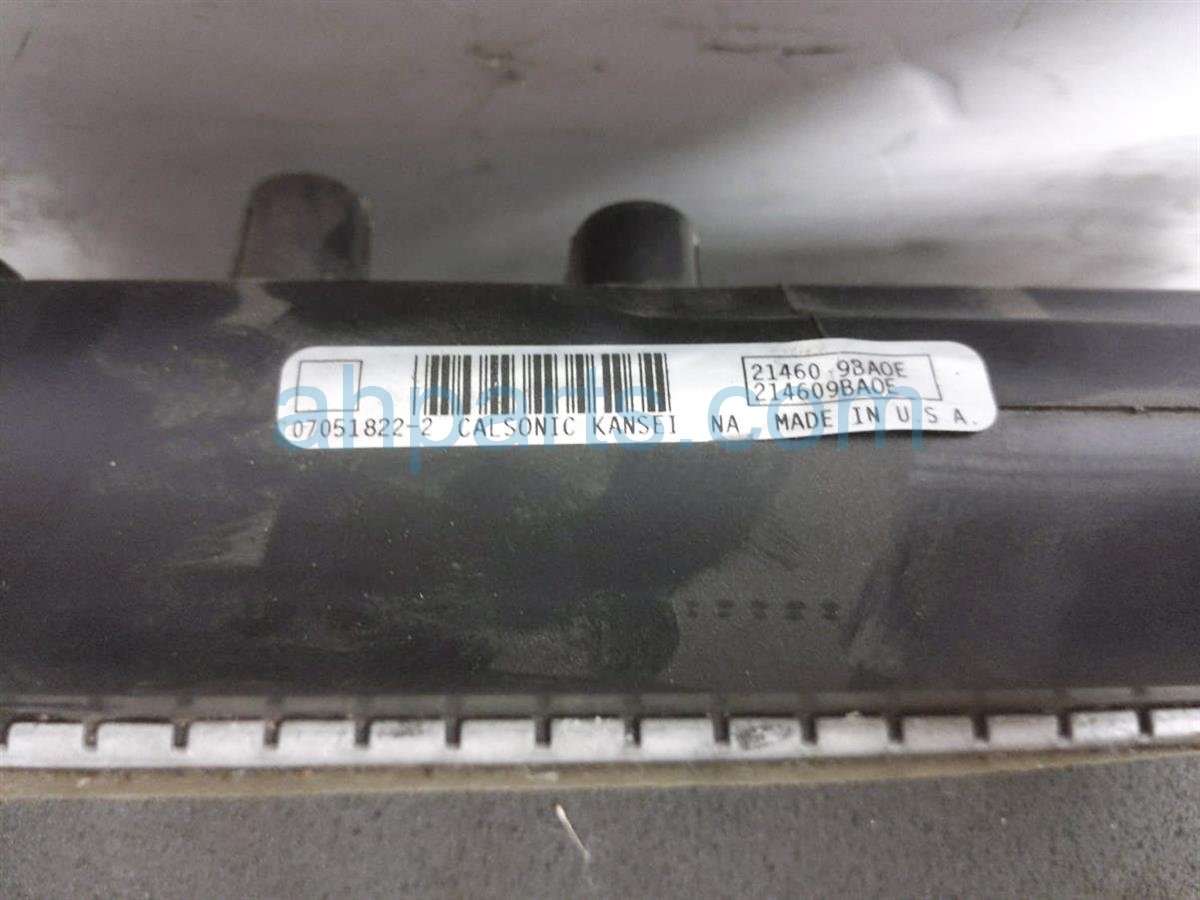 21460 9BA0E
214609BA0E
07051822-2 CALSONIC KANSEI NA MADE IN U S A.
ahparts.com